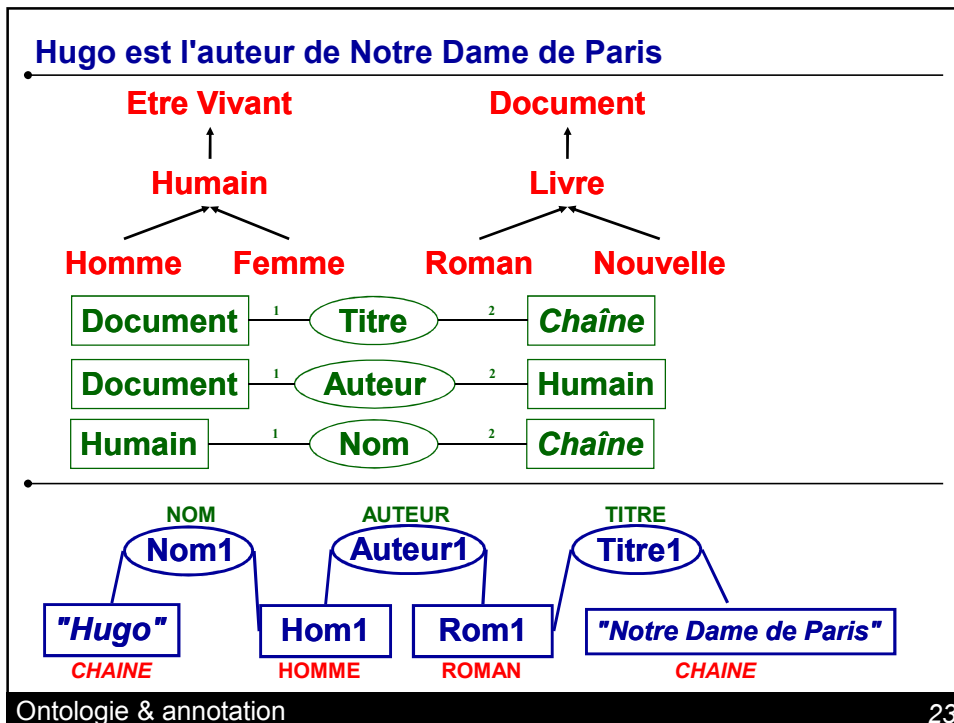 Hugo est l'auteur de Notre Dame de Paris
Etre Vivant Document
Humain Livre
Homme Femme Roman Nouvelle
Document 1 Titre 2 Chaîne
Document 1 Auteur 2 Humain
Humain 1 Nom 2 Chaîne
NOM AUTEUR TITRE
Nom1 Auteur1 Titre1
"Hugo" Hom1 Rom1 "Notre Dame de Paris"
CHAINE HOMME ROMAN CHAINE
Ontologie & annotation 23